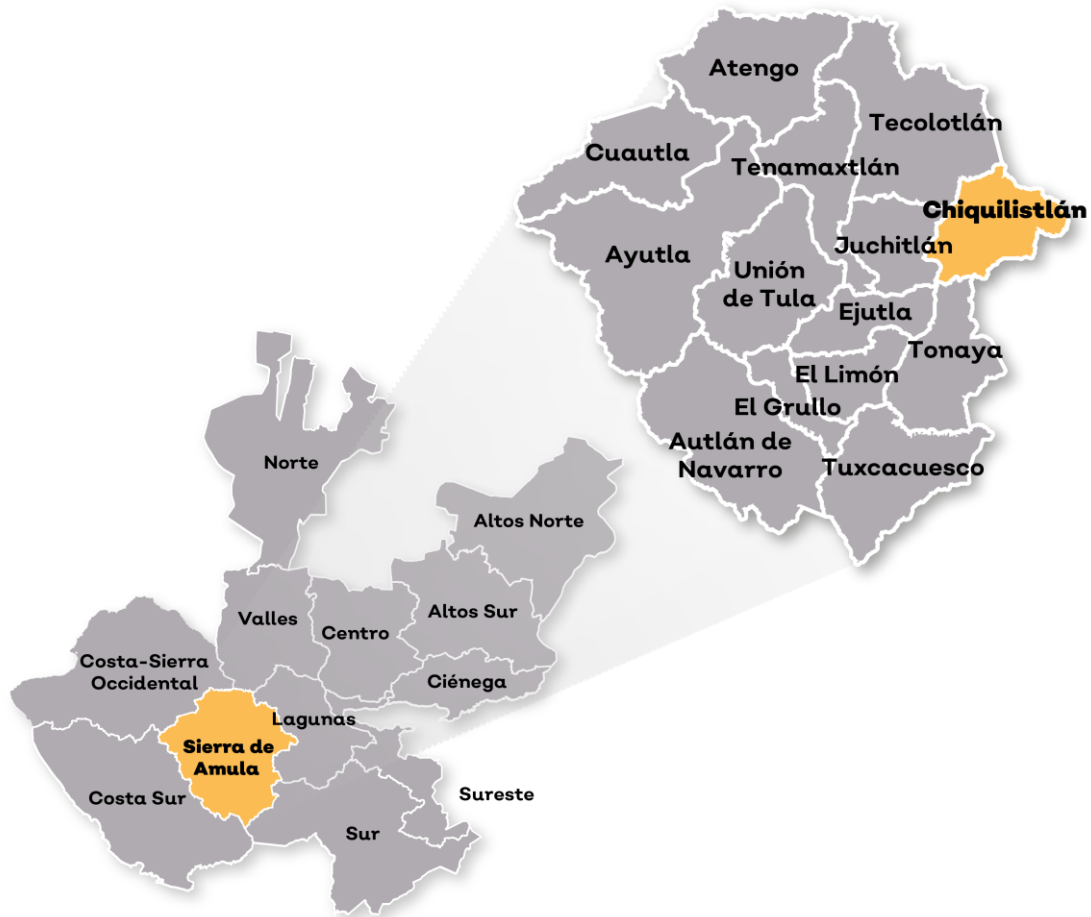 Atengo
Tecolotlán
Cuautla
Tenamaxtlán
Chiquilistlán
Juchitlán
Ayutla
Unión
de Tula
Ejutla
Tonaya
El Limón
El Grullo
Autlán de
Navarro
Tuxcacuesco
Norte
Altos Norte
Valles
Centro
Altos Sur
Costa-Sierra
Occidental
Ciénega
Lagunas
Sierra de
Amula
Costa Sur
Sureste
Sur